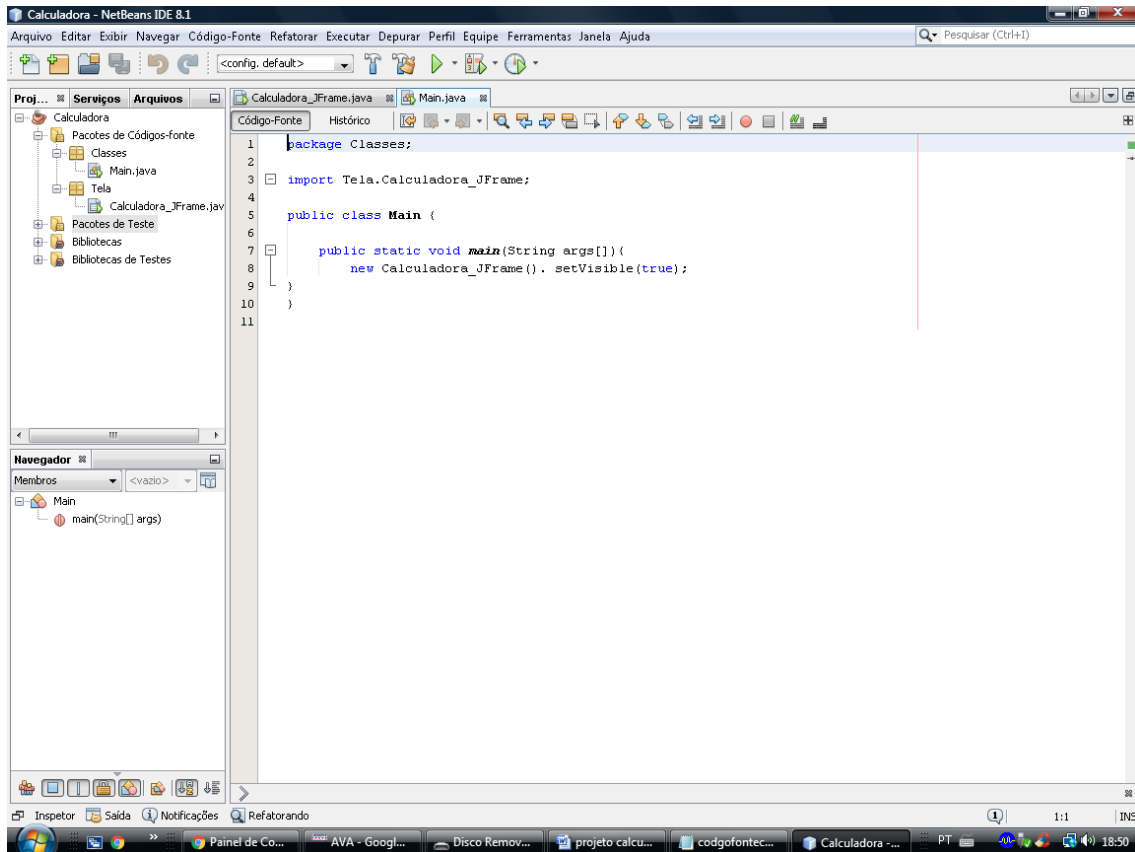 Calculadora - NetBeans IDE 8.1
Arquivo Editar Exibir Navegar Código-Fonte Refatorar Executar Depurar Perfil Equipe Ferramentas Janela Ajuda
Pesquisar (Ctrl+I)
<config. default>
Proj... Serviços Arquivos
Calculadora
Pacotes de Códigos-fonte
Classes
Main.java
Tela
Calculadora_JFrame.jav
Pacotes de Teste
Bibliotecas
Bibliotecas de Testes
Calculadora_JFrame.java Main.java
Código-Fonte Histórico
1 package Classes;
2
3 import Tela.Calculadora_JFrame;
4
5 public class Main {
6
7 public static void main(String args[]){
8 new Calculadora_JFrame(). setVisible(true);
9 }
10 }
11
Navegador
Membros <vazio>
Main
main(String[] args)
Inspetor Saída Notificações Refatorando
1 1:1 INS
Painel de Co... AVA - Googl... Disco Remov... projeto calcu... codgofontec... Calculadora -... PT 18:50